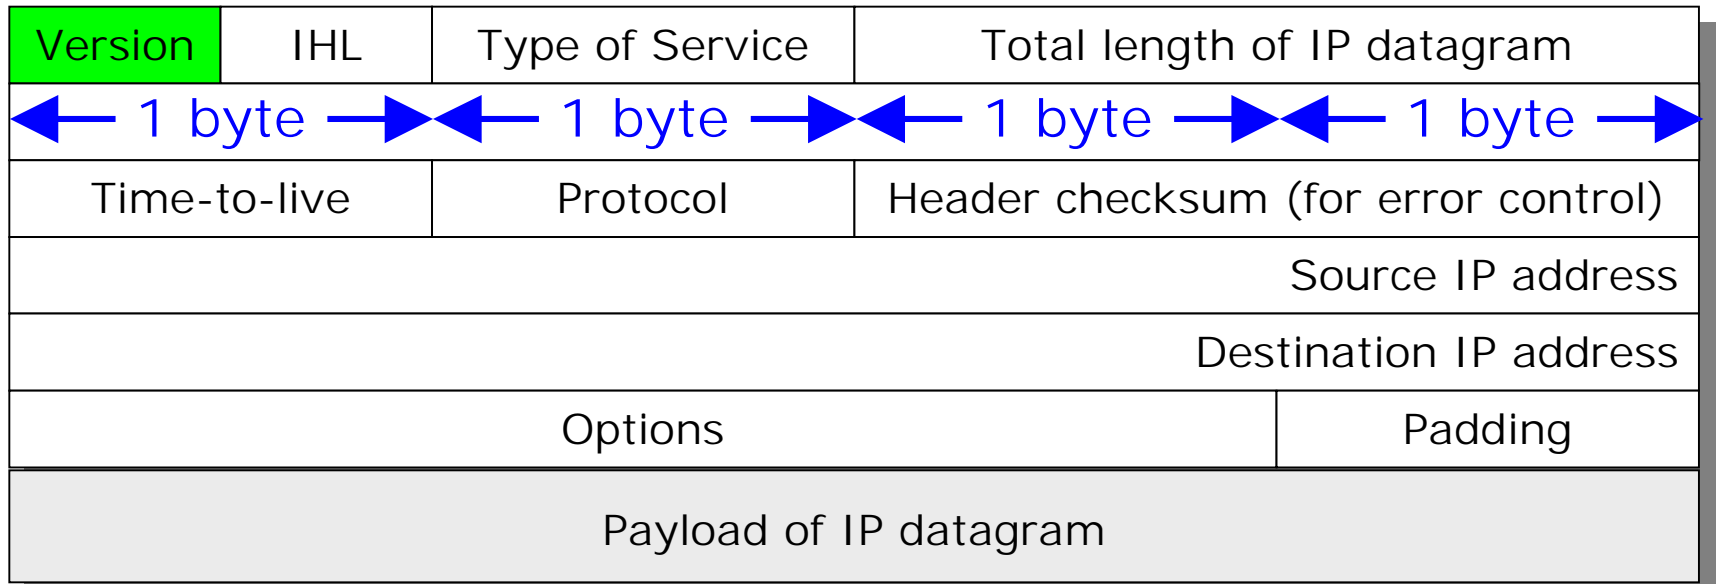 Version IHL Type of Service Total length of IP datagram
1 byte 1 byte 1 byte 1 byte
Time-to-live Protocol Header checksum (for error control)
Source IP address
Destination IP address
Options Padding
Payload of IP datagram